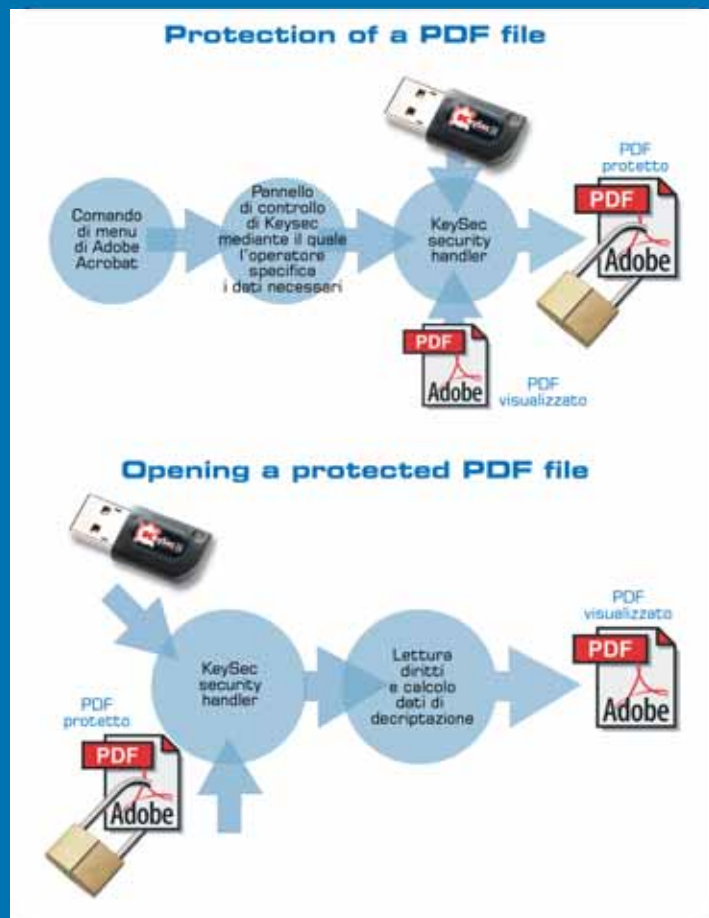 Protection of a PDF file
KeySec
PDF
protetto
Comando
di menu
di Adobe
Acrobat
Pannello
di controllo
di Keysec
mediante il quale
l'operatore
specifica
i dati necessari
KeySec
security
handler
PDF
Adobe
PDF
Adobe
PDF
visualizzato
Opening a protected PDF file
KeySec
KeySec
security
handler
Lettura
diritti
e calcolo
dati di
decriptazione
PDF
visualizzato
PDF
Adobe
PDF
protetto
PDF
Adobe